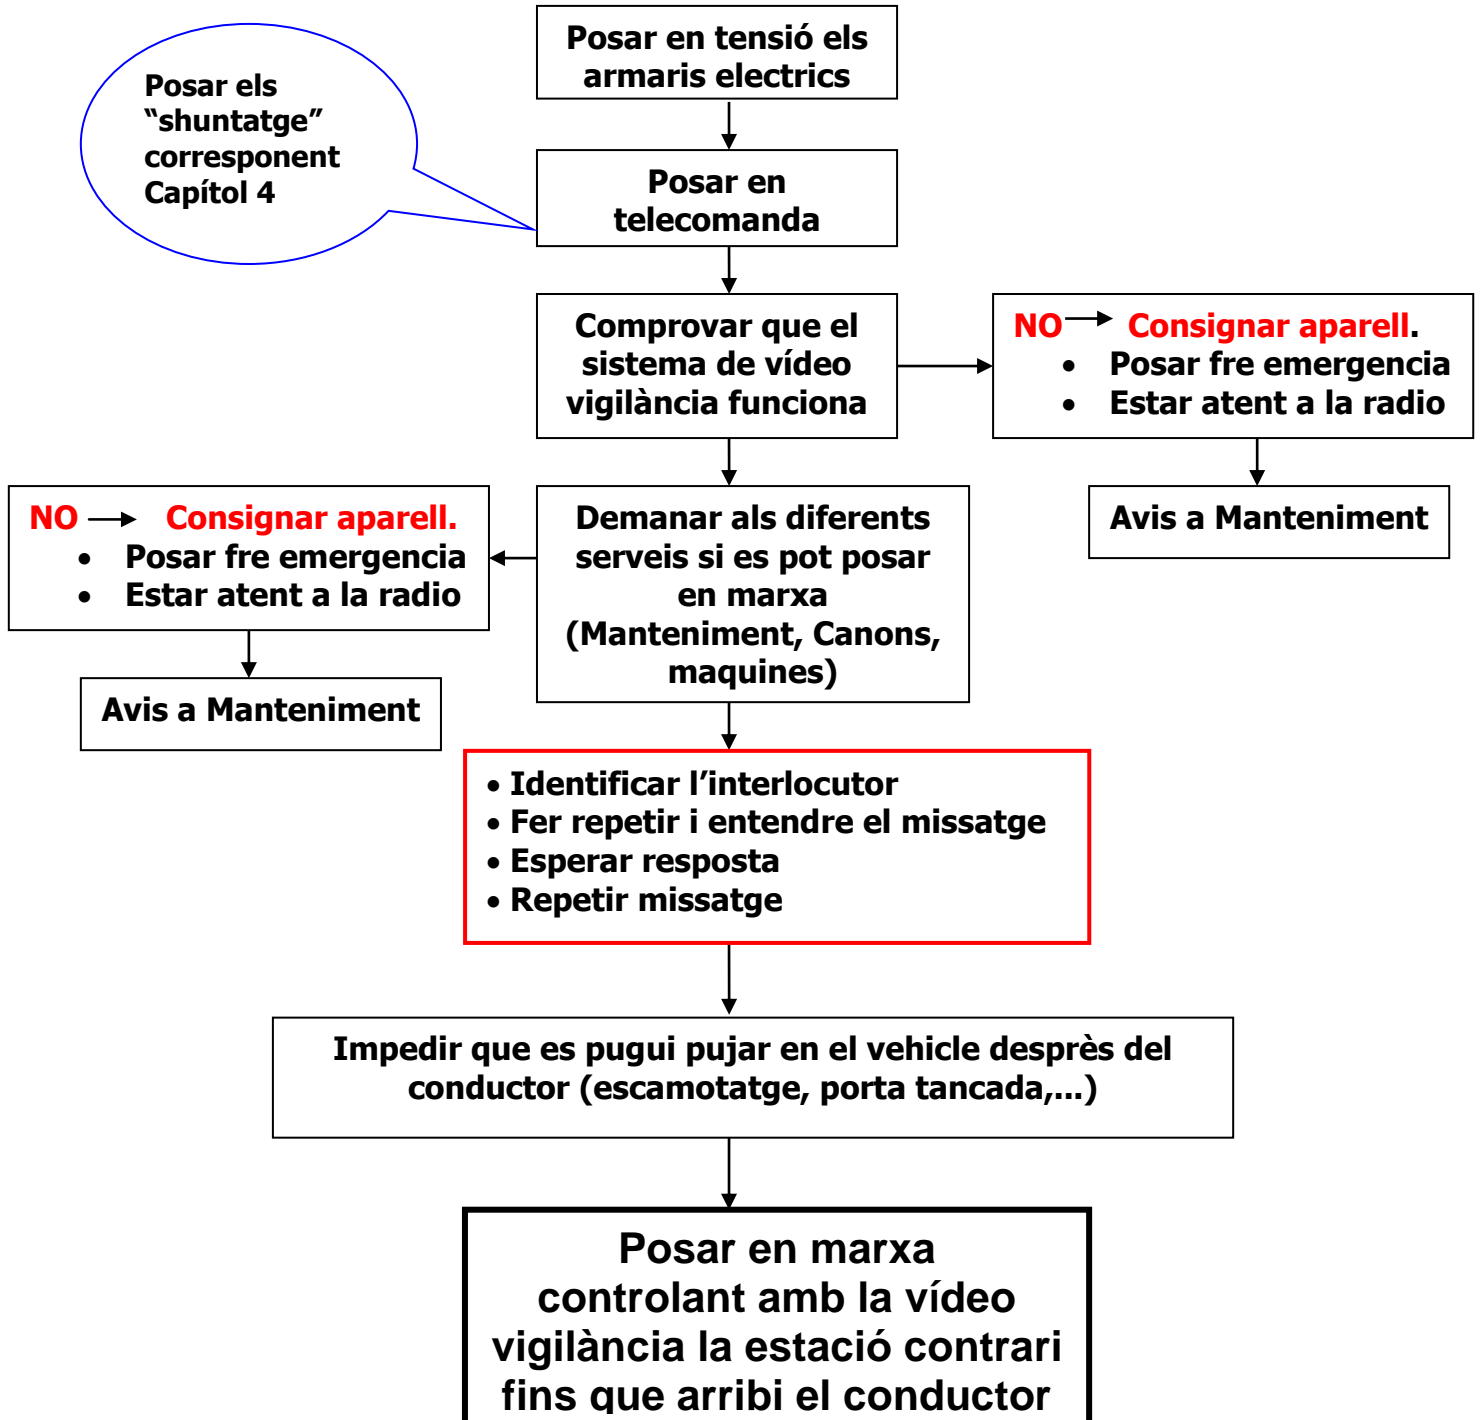 Posar en tensió els
armaris electrics
Posar els
“shuntatge”
corresponent
Capítol 4
Posar en
telecomanda
Comprovar que el
sistema de vídeo
vigilància funciona
NO Consignar aparell.
• Posar fre emergencia
• Estar atent a la radio
Avis a Manteniment
NO Consignar aparell.
• Posar fre emergencia
• Estar atent a la radio
Avis a Manteniment
Demanar als diferents
serveis si es pot posar
en marxa
(Manteniment, Canons,
maquines)
• Identificar l’interlocutor
• Fer repetir i entendre el missatge
• Esperar resposta
• Repetir missatge
Impedir que es pugui pujar en el vehicle desprès del
conductor (escamotatge, porta tancada,...)
Posar en marxa
controlant amb la vídeo
vigilància la estació contrari
fins que arribi el conductor